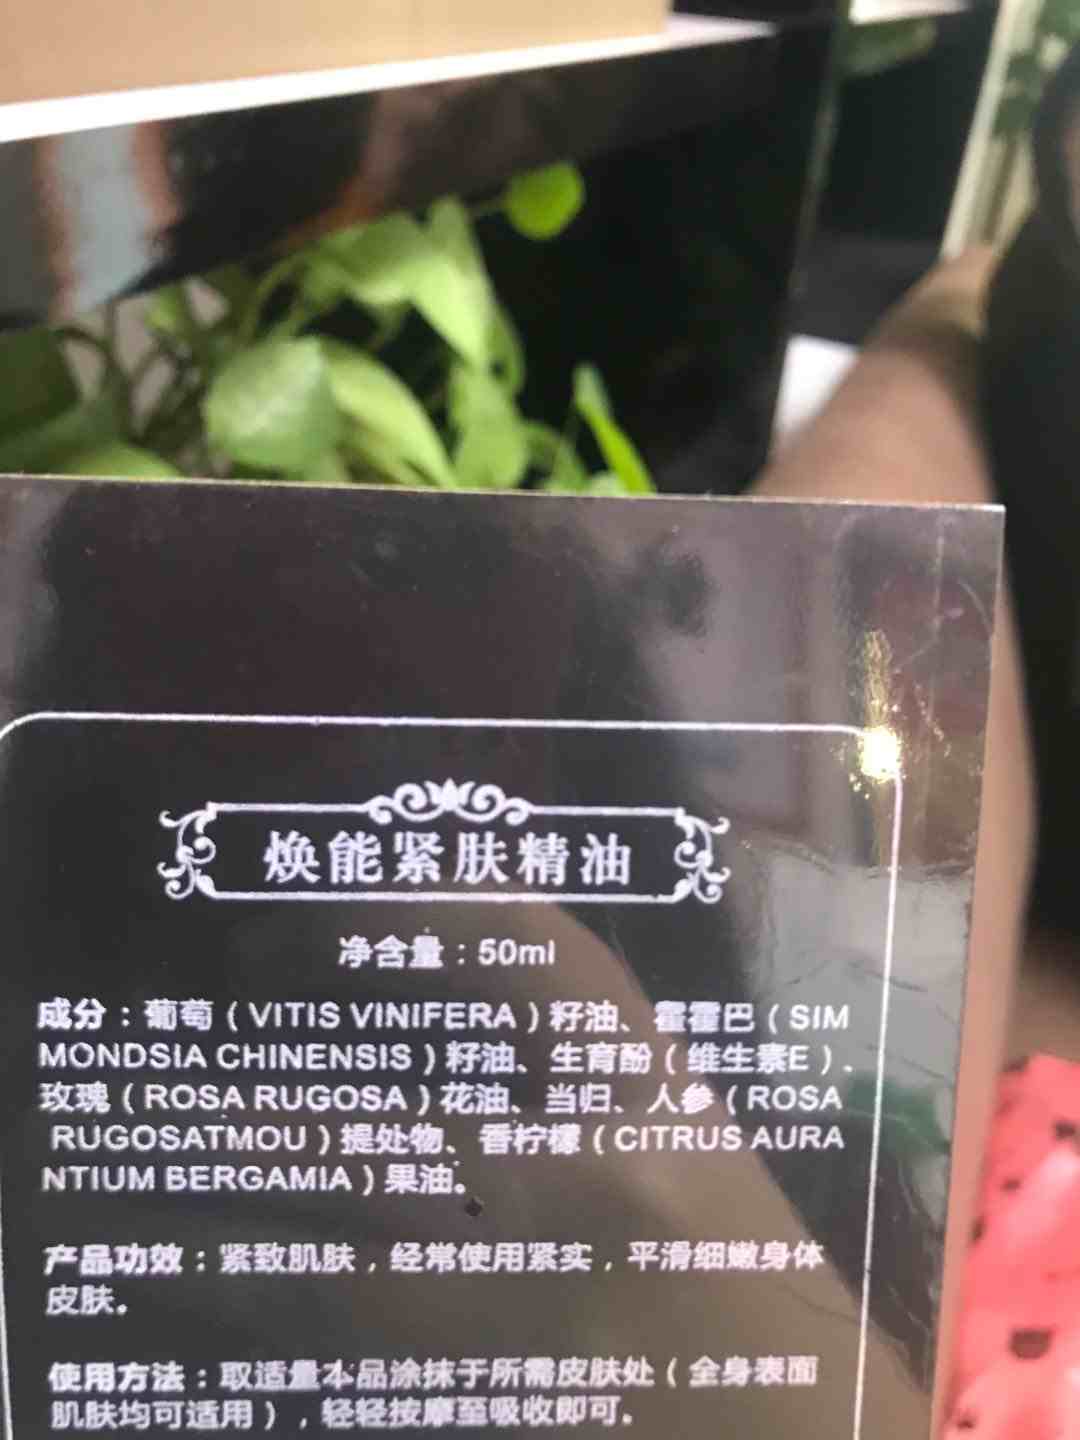 焕能紧肤精油
净含量：50ml
成分：葡萄（VITIS VINIFERA）籽油、霍霍巴（SIM
MONDSIA CHINENSIS）籽油、生育酚（维生素E）、
玫瑰（ROSA RUGOSA）花油、当归、人参（ROSA
RUGOSATMOU）提处物、香柠檬（CITRUS AURA
NTIUM BERGAMIA）果油。
产品功效：紧致肌肤，经常使用紧实，平滑细嫩身体
皮肤。
使用方法：取适量本品涂抹于所需皮肤处（全身表面
肌肤均可适用），轻轻按摩至吸收即可。